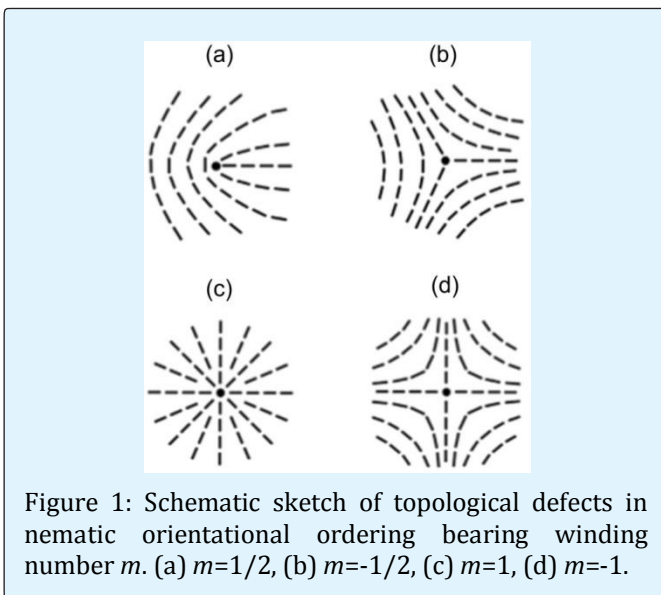 (a) (b)
(c) (d)
Figure 1: Schematic sketch of topological defects in
nematic orientational ordering bearing winding
number m. (a) m=1/2, (b) m=-1/2, (c) m=1, (d) m=-1.